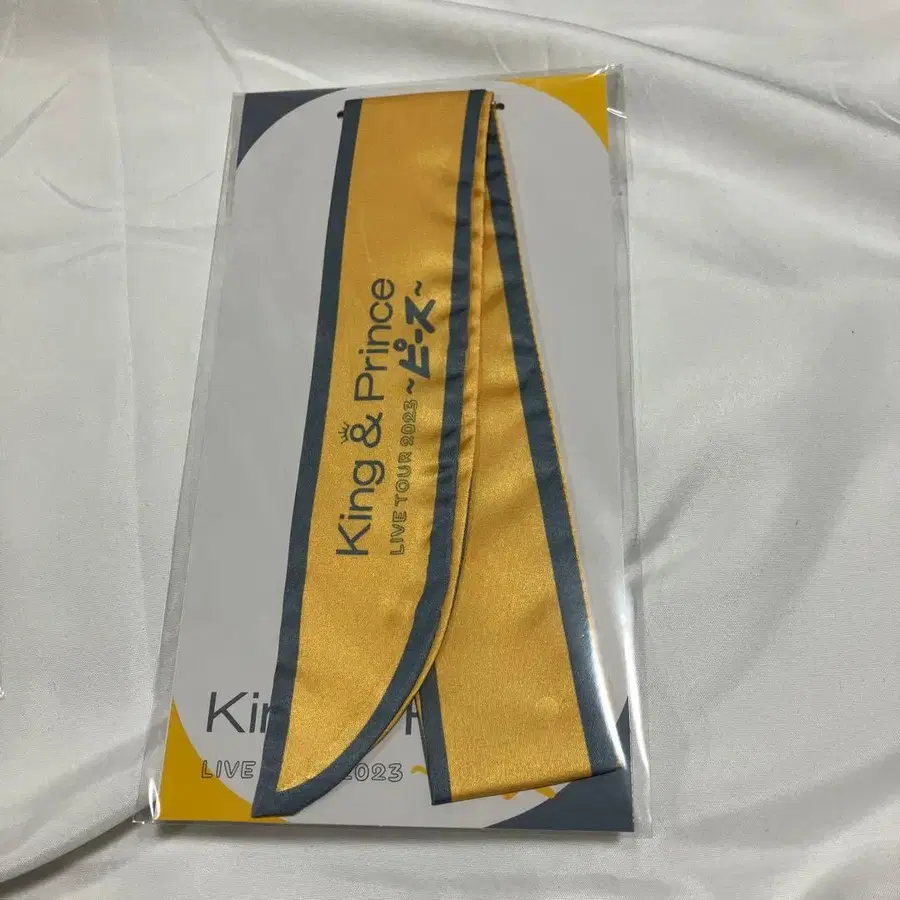 King & Prince
LIVE TOUR 2023 ~ピース~
Kin
LIVE 2023 ~